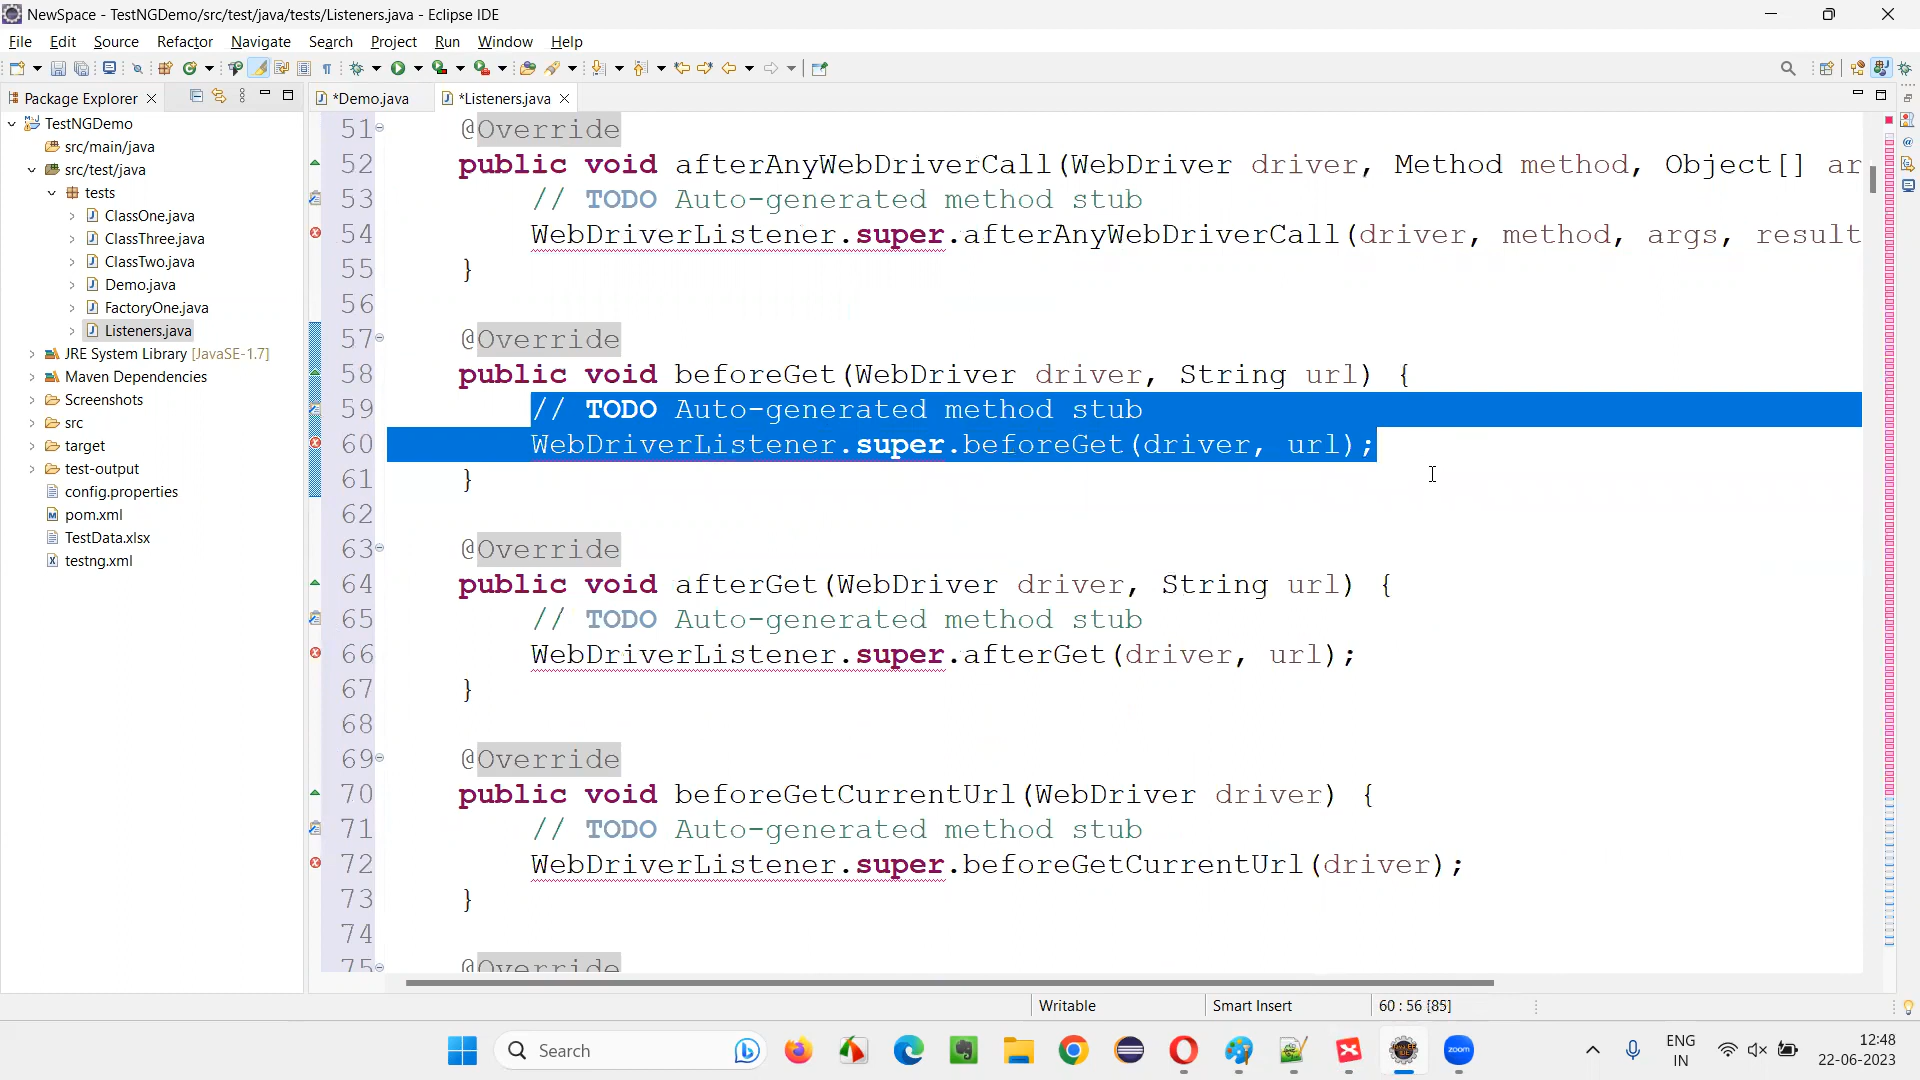 NewSpace - TestNGDemo/src/test/java/tests/Listeners.java - Eclipse IDE
File Edit Source Refactor Navigate Search Project Run Window Help
Package Explorer
*Demo.java
*Listeners.java
TestNGDemo
src/main/java
src/test/java
tests
ClassOne.java
ClassThree.java
ClassTwo.java
Demo.java
FactoryOne.java
Listeners.java
JRE System Library [JavaSE-1.7]
Maven Dependencies
Screenshots
src
target
test-output
config.properties
pom.xml
TestData.xlsx
testng.xml
51 @Override
52 public void afterAnyWebDriverCall(WebDriver driver, Method method, Object[] ar
53 // TODO Auto-generated method stub
54 WebDriverListener.super.afterAnyWebDriverCall(driver, method, args, result
55 }
56
57 @Override
58 public void beforeGet(WebDriver driver, String url) {
59 // TODO Auto-generated method stub
60 WebDriverListener.super.beforeGet(driver, url);
61 }
62
63 @Override
64 public void afterGet(WebDriver driver, String url) {
65 // TODO Auto-generated method stub
66 WebDriverListener.super.afterGet(driver, url);
67 }
68
69 @Override
70 public void beforeGetCurrentUrl(WebDriver driver) {
71 // TODO Auto-generated method stub
72 WebDriverListener.super.beforeGetCurrentUrl(driver);
73 }
74
75 @Override
Writable
Smart Insert
60 : 56 [85]
Search
zoom
ENG
IN
12:48
22-06-2023